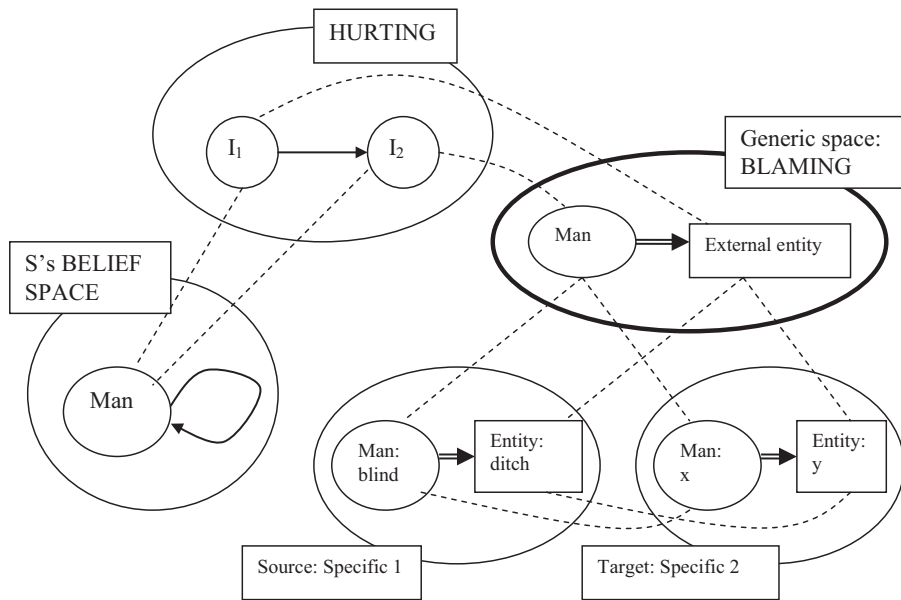 HURTING
I₁
I₂
Generic space:
BLAMING
Man
External entity
S's BELIEF
SPACE
Man
Man:
blind
Entity:
ditch
Man:
x
Entity:
y
Source: Specific 1
Target: Specific 2